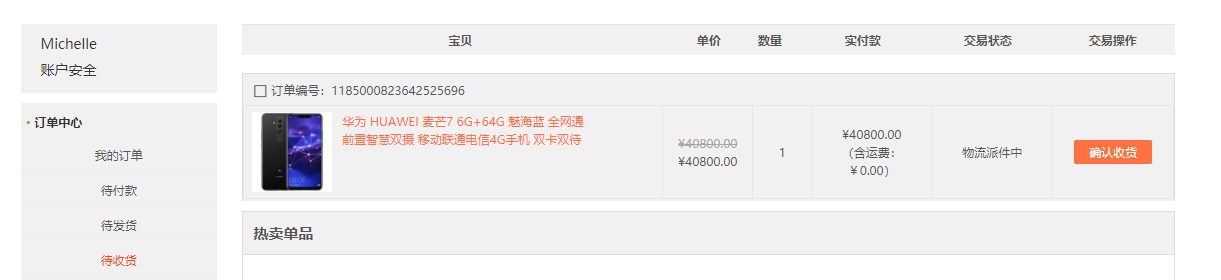 Michelle
账户安全
订单中心
我的订单
待付款
待发货
待收货
宝贝 单价 数量 实付款 交易状态 交易操作
订单编号：1185000823642525696
华为 HUAWEI 麦芒7 6G+64G 魅海蓝 全网通
前置智慧双摄 移动联通电信4G手机 双卡双待
¥40800.00
¥40800.00
1
¥40800.00
（含运费：
￥0.00）
物流派件中
确认收货
热卖单品